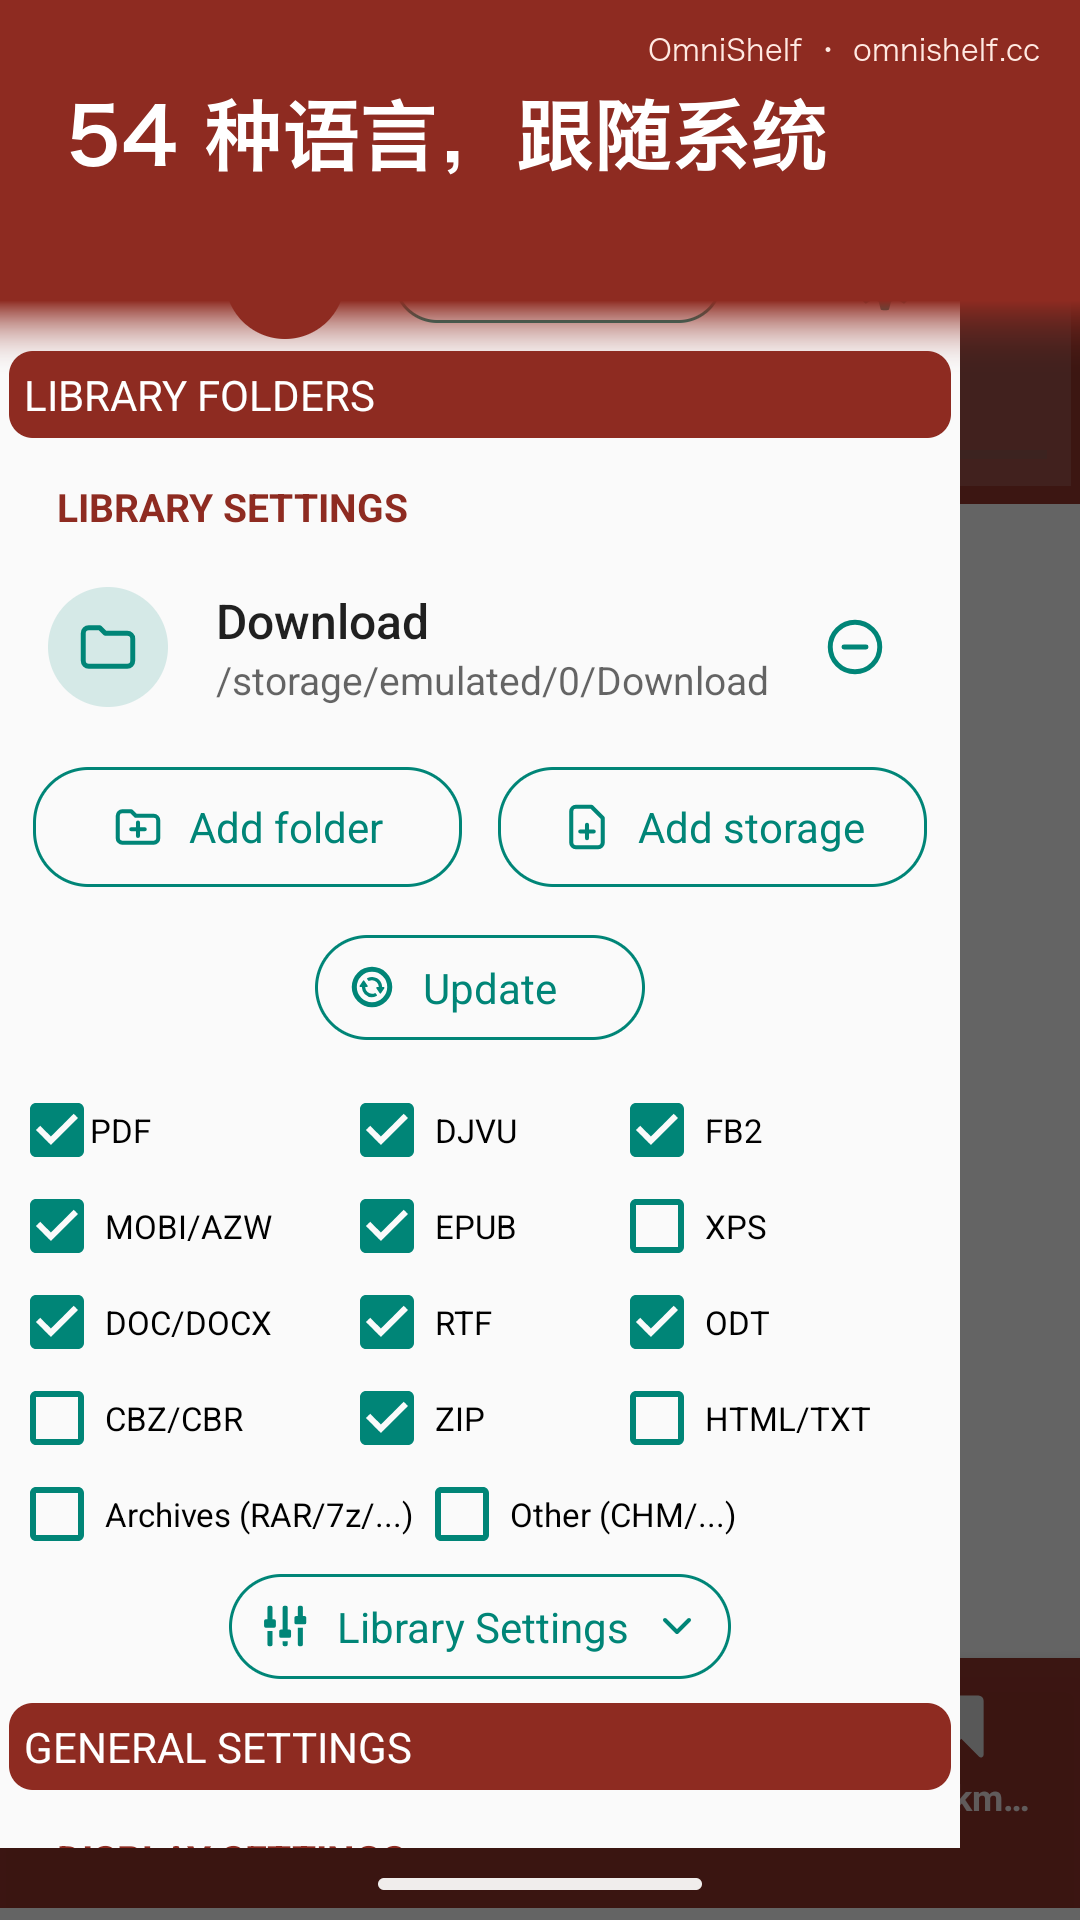 OmniShelf · omnishelf.cc
54 种语言，跟随系统
LIBRARY FOLDERS
LIBRARY SETTINGS
Download
/storage/emulated/0/Download
Add folder
Add storage
Update
PDF
DJVU
FB2
MOBI/AZW
EPUB
XPS
DOC/DOCX
RTF
ODT
CBZ/CBR
ZIP
HTML/TXT
Archives (RAR/7z/...)
Other (CHM/...)
Library Settings
GENERAL SETTINGS